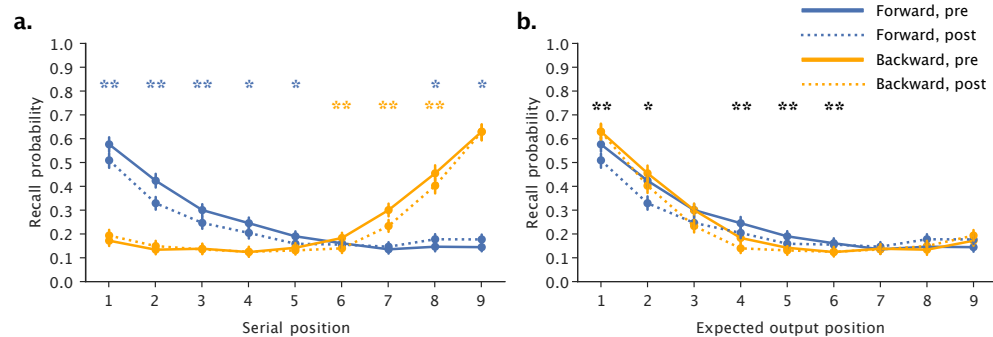 a.
Recall probability
1.0
0.9
0.8
0.7
0.6
0.5
0.4
0.3
0.2
0.1
0.0
** ** ** * * * *
** ** **
1 2 3 4 5 6 7 8 9
Serial position
b.
Forward, pre
Forward, post
Backward, pre
Backward, post
Recall probability
1.0
0.9
0.8
0.7
0.6
0.5
0.4
0.3
0.2
0.1
0.0
** * ** ** **
1 2 3 4 5 6 7 8 9
Expected output position